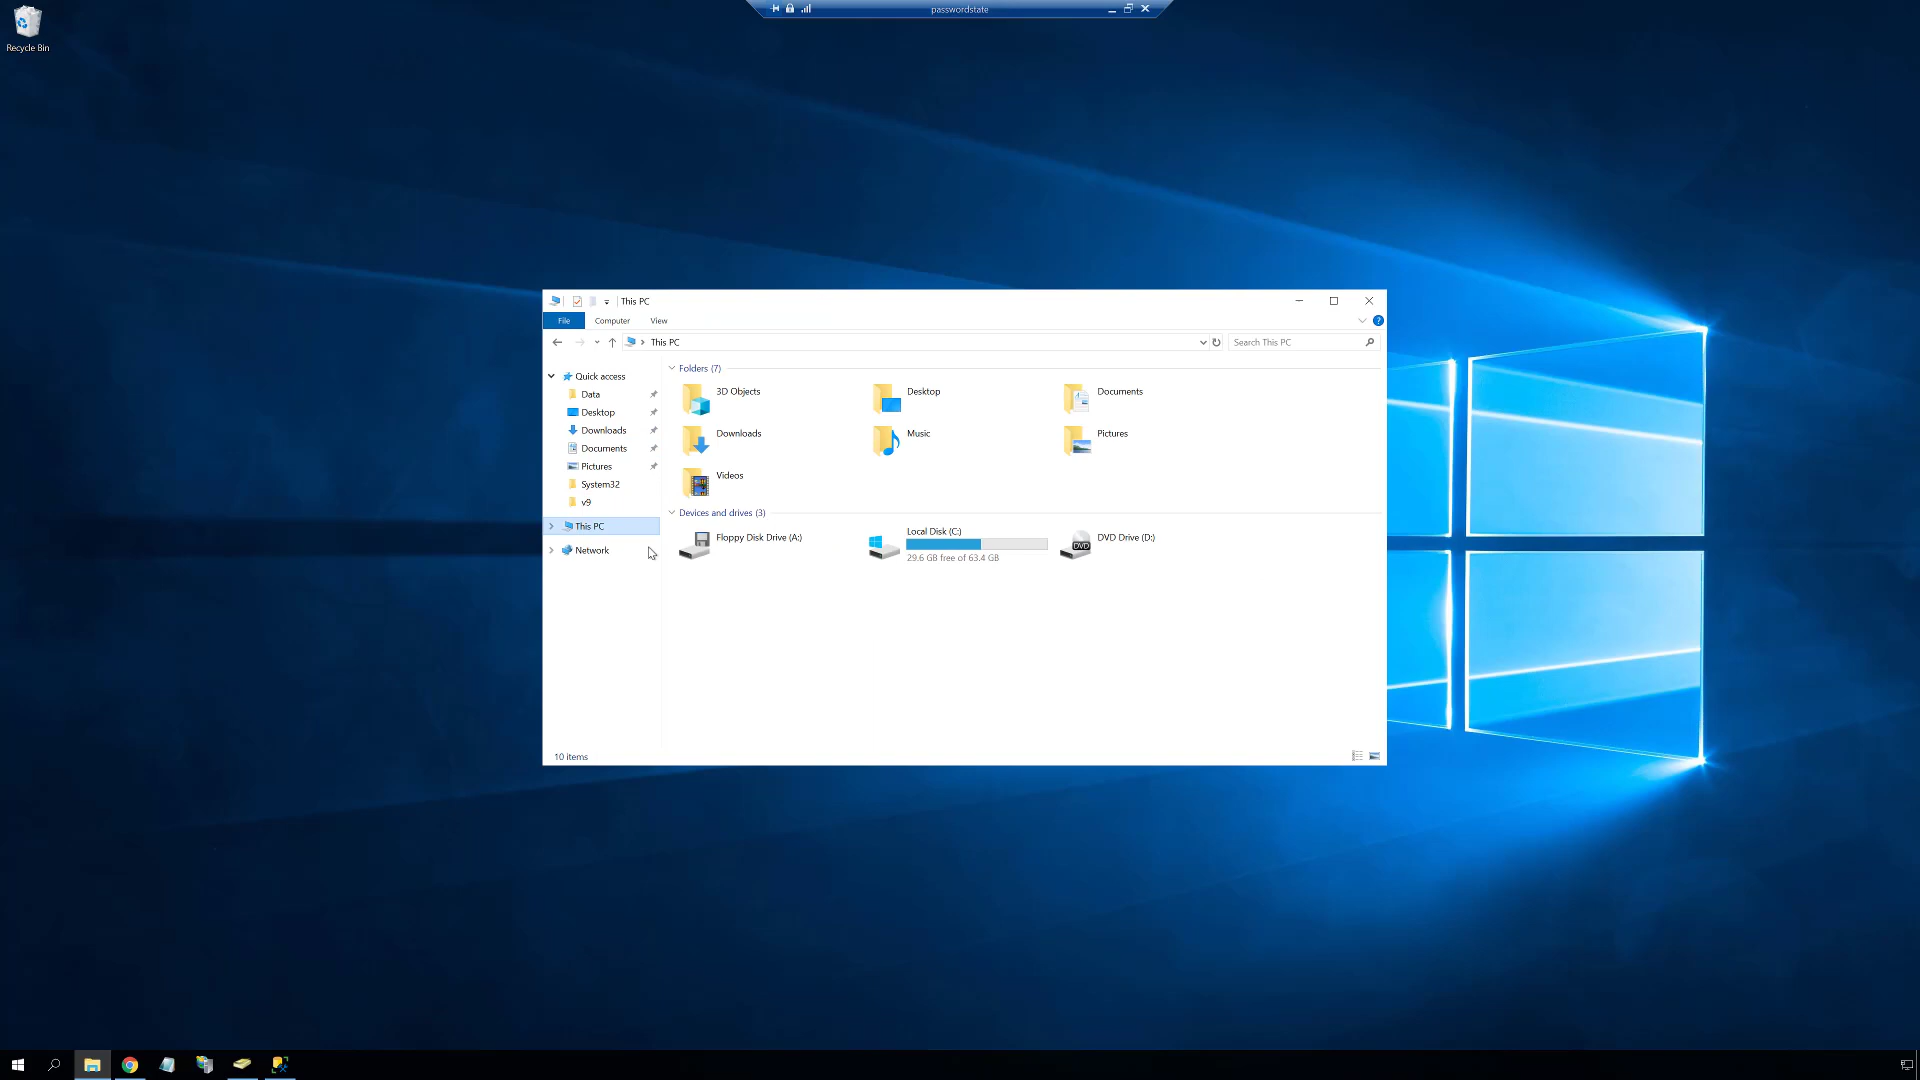 passwordstate
Recycle Bin
This PC
File Computer View
This PC
Search This PC
Quick access
Data
Desktop
Downloads
Documents
Pictures
System32
v9
This PC
Network
Folders (7)
3D Objects
Desktop
Documents
Downloads
Music
Pictures
Videos
Devices and drives (3)
Floppy Disk Drive (A:)
Local Disk (C:)
29.6 GB free of 63.4 GB
DVD
DVD Drive (D:)
10 items